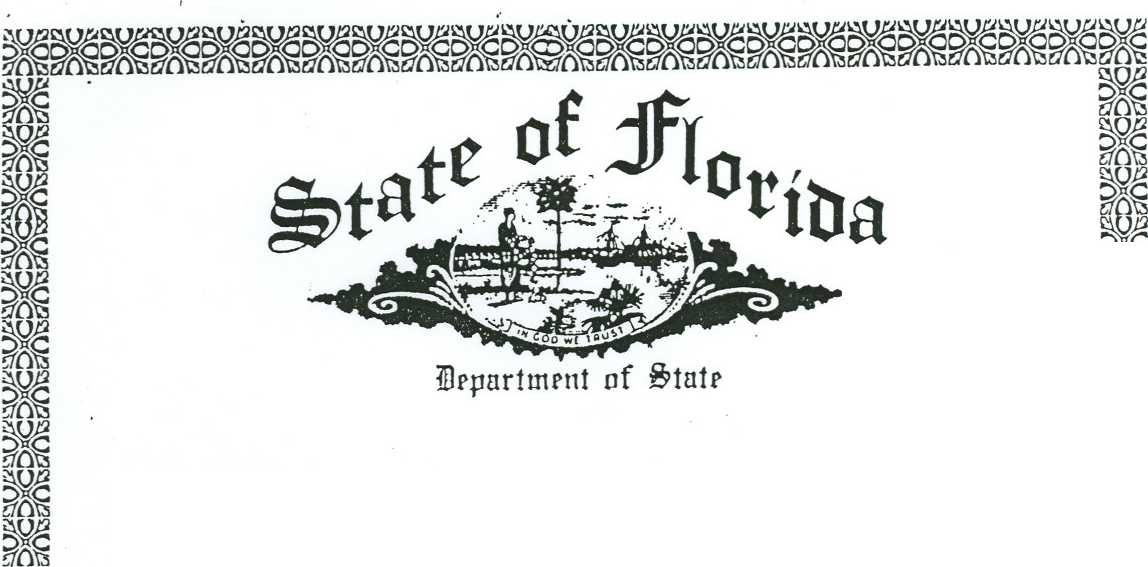 State of Florida
IN GOD WE TRUST
Department of State